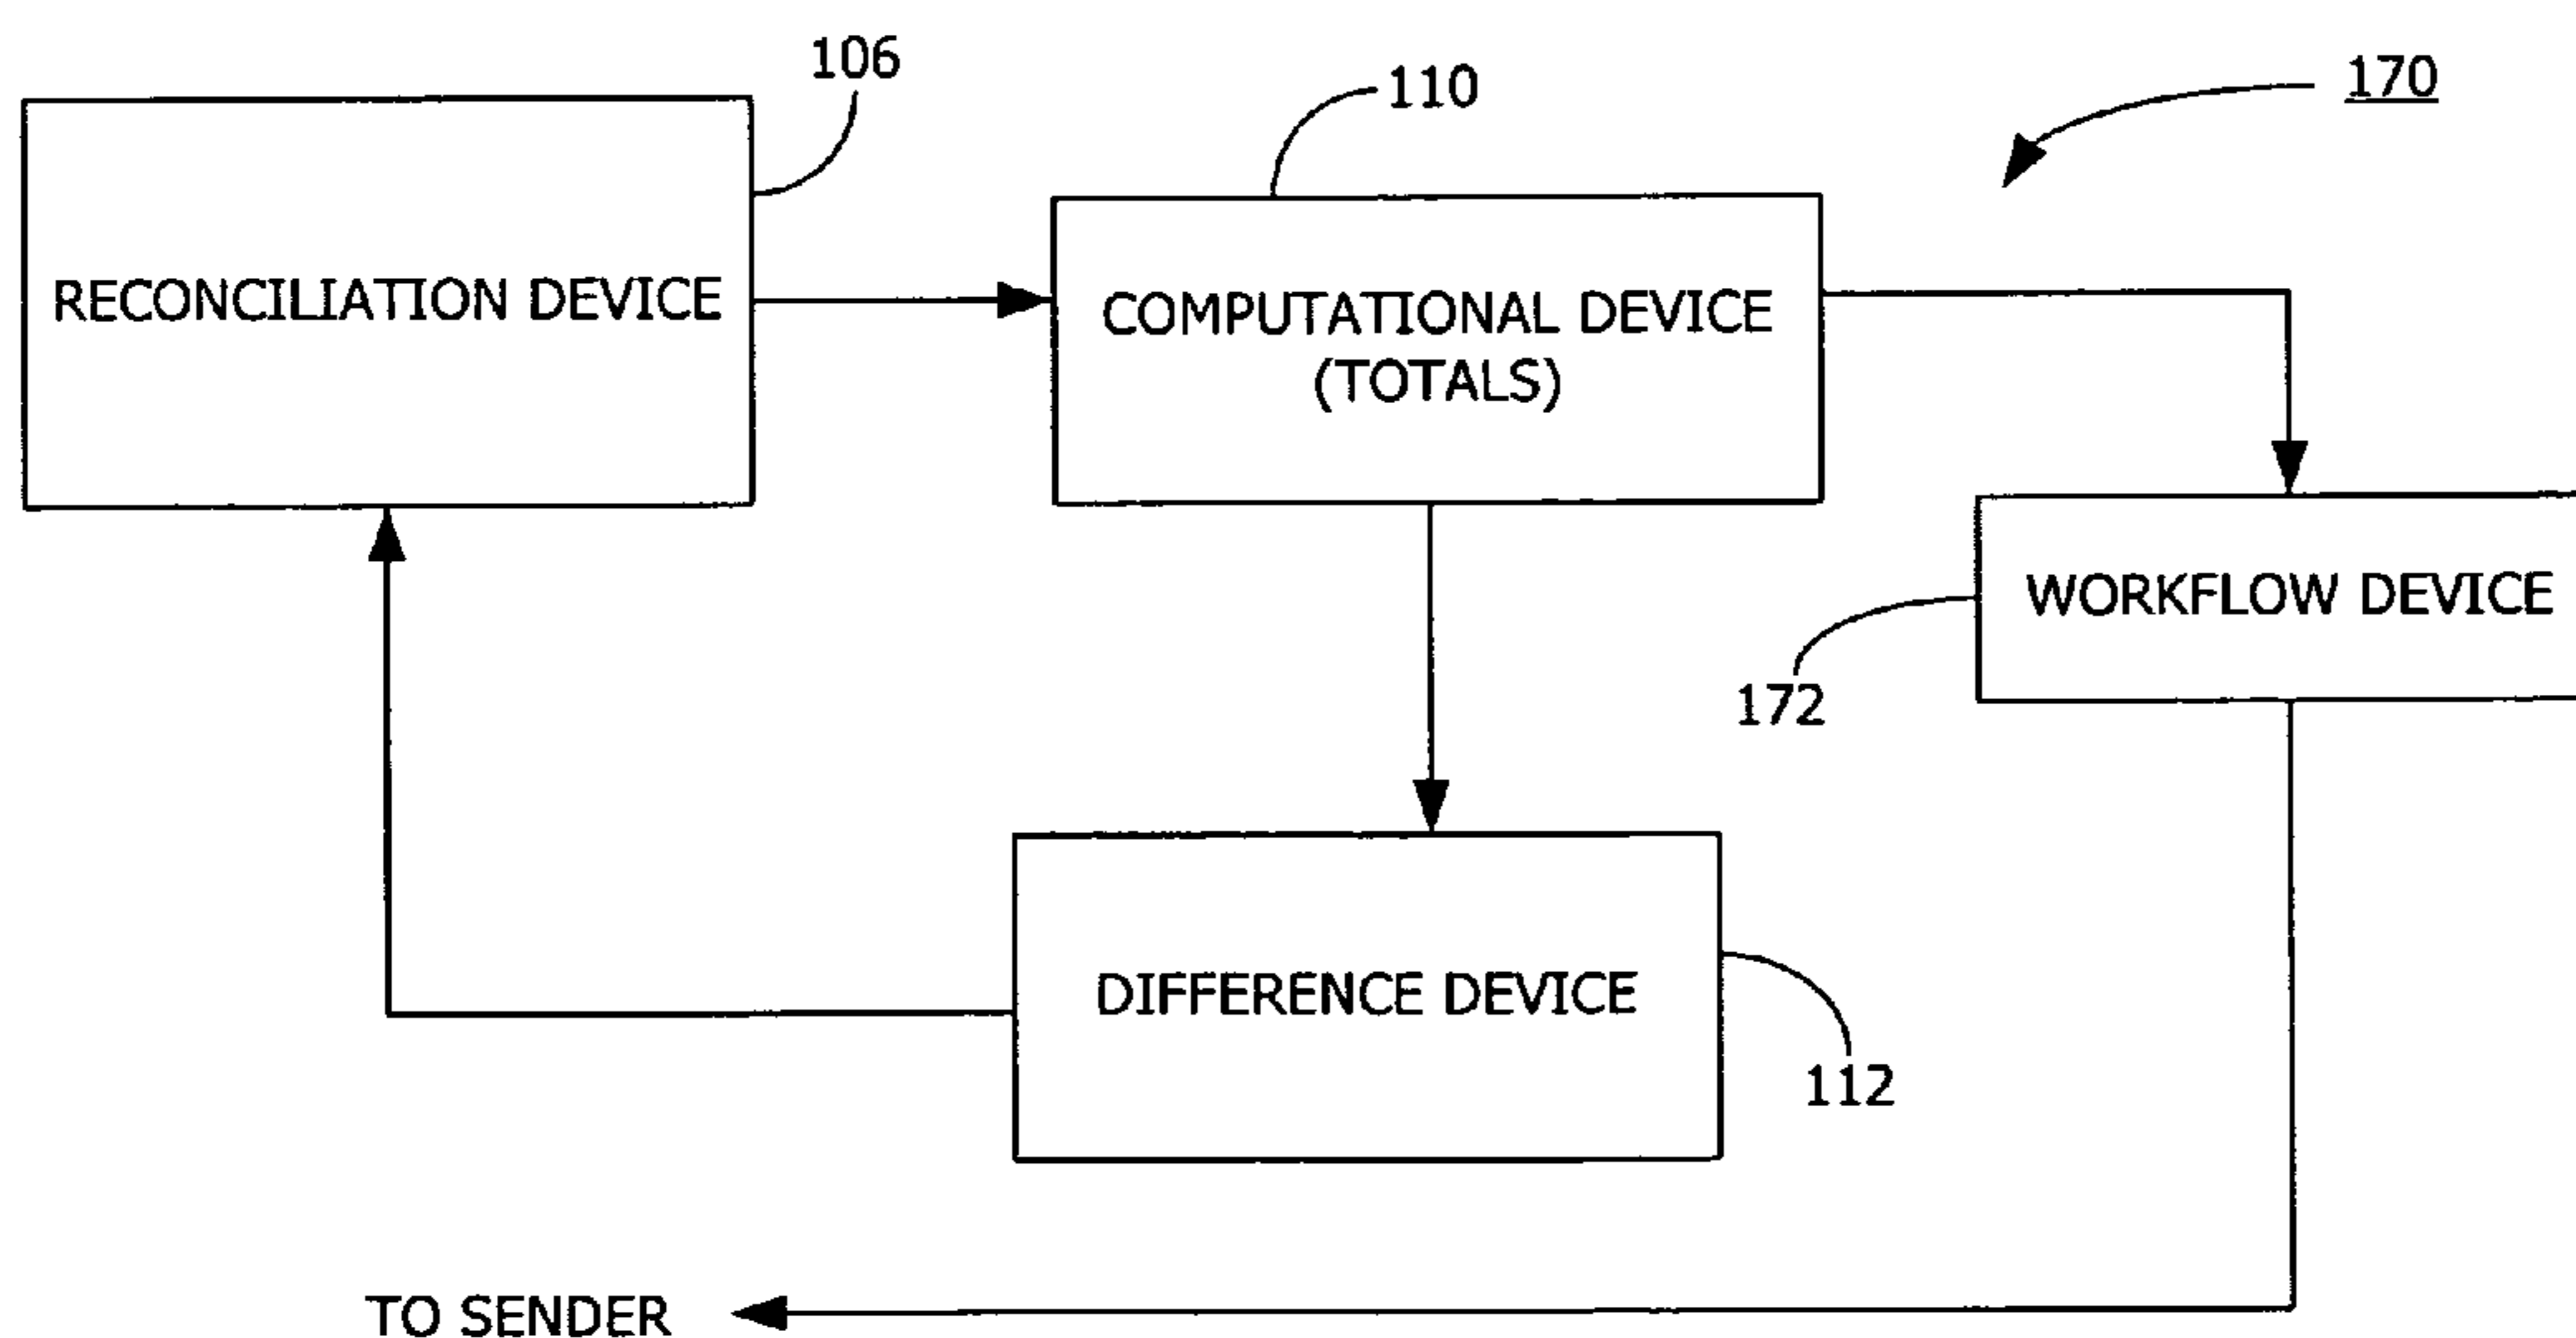 106
110
170
RECONCILIATION DEVICE
COMPUTATIONAL DEVICE
(TOTALS)
WORKFLOW DEVICE
172
DIFFERENCE DEVICE
112
TO SENDER